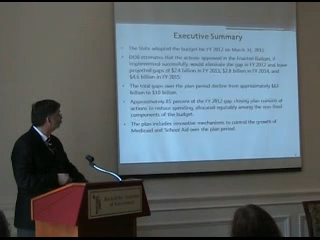 Executive Summary
The State adopted the budget for FY 2012 on March 31, 2011.
DOB estimates that the actions approved in the Enacted Budget, if
implemented successfully, would eliminate the gap in FY 2012 and leave
projected gaps of $2.4 billion in FY 2013, $2.8 billion in FY 2014, and
$4.6 billion in FY 2015.
The total gaps over the plan period decline from approximately
to $10 billion.
Approximately 85 percent of the FY 2012 gap-closing plan consists of
actions to reduce spending, allocated equitably among the
components of the budget.
The plan includes innovative mechanisms to control the growth of
Medicaid and School Aid over the plan period.